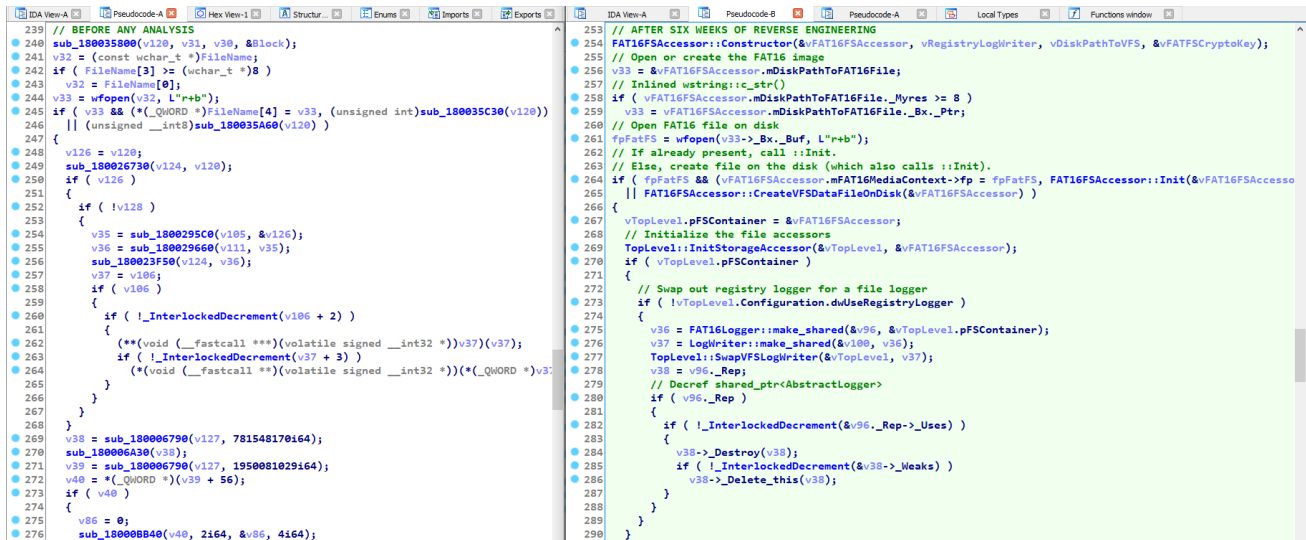 IDA View-A Pseudocode-A Hex View-1 Structur... Enums Imports Exports
239 // BEFORE ANY ANALYSIS
240 sub_180035800(v120, v31, v30, &Block);
241 v32 = (const wchar_t *)FileName;
242 if ( FileName[3] >= (wchar_t *)8 )
243 v32 = FileName[0];
244 v33 = wfopen(v32, L"r+b");
245 if ( v33 && (*(_QWORD *)FileName[4] = v33, (unsigned int)sub_180035C30(v120))
246 || (unsigned __int8)sub_180035A60(v120) )
247 {
248 v126 = v120;
249 sub_180026730(v124, v120);
250 if ( v126 )
251 {
252 if ( !v128 )
253 {
254 v35 = sub_1800295C0(v105, &v126);
255 v36 = sub_180029660(v111, v35);
256 sub_180023F50(v124, v36);
257 v37 = v106;
258 if ( v106 )
259 {
260 if ( !_InterlockedDecrement(v106 + 2) )
261 {
262 (**(void (__fastcall ***)(volatile signed __int32 *))v37)(v37);
263 if ( !_InterlockedDecrement(v37 + 3) )
264 (*(void (__fastcall **)(volatile signed __int32 *))(*(_QWORD *)v37
265 }
266 }
267 }
268 }
269 v38 = sub_180006790(v127, 781548170i64);
270 sub_180006A30(v38);
271 v39 = sub_180006790(v127, 1950081029i64);
272 v40 = *(_QWORD *)(v39 + 56);
273 if ( v40 )
274 {
275 v86 = 0;
276 sub_18000BB40(v40, 2i64, &v86, 4i64);
IDA View-A Pseudocode-B Pseudocode-A Local Types Functions window
253 // AFTER SIX WEEKS OF REVERSE ENGINEERING
254 FAT16FSAccessor::Constructor(&vFAT16FSAccessor, vRegistryLogWriter, vDiskPathToVFS, &vFATFSCryptoKey);
255 // Open or create the FAT16 image
256 v33 = &vFAT16FSAccessor.mDiskPathToFAT16File;
257 // Inlined wstring::c_str()
258 if ( vFAT16FSAccessor.mDiskPathToFAT16File._Myres >= 8 )
259 v33 = vFAT16FSAccessor.mDiskPathToFAT16File._Bx._Ptr;
260 // Open FAT16 file on disk
261 fpFatFS = wfopen(v33->_Bx._Buf, L"r+b");
262 // If already present, call ::Init.
263 // Else, create file on the disk (which also calls ::Init).
264 if ( fpFatFS && (vFAT16FSAccessor.mFAT16MediaContext->fp = fpFatFS, FAT16FSAccessor::Init(&vFAT16FSAccesso
265 || FAT16FSAccessor::CreateVFSDataFileOnDisk(&vFAT16FSAccessor) )
266 {
267 vTopLevel.pFSContainer = &vFAT16FSAccessor;
268 // Initialize the file accessors
269 TopLevel::InitStorageAccessor(&vTopLevel, &vFAT16FSAccessor);
270 if ( vTopLevel.pFSContainer )
271 {
272 // Swap out registry logger for a file logger
273 if ( !vTopLevel.Configuration.dwUseRegistryLogger )
274 {
275 v36 = FAT16Logger::make_shared(&v96, &vTopLevel.pFSContainer);
276 v37 = LogWriter::make_shared(&v100, v36);
277 TopLevel::SwapVFSLogWriter(&vTopLevel, v37);
278 v38 = v96._Rep;
279 // Decref shared_ptr<AbstractLogger>
280 if ( v96._Rep )
281 {
282 if ( !_InterlockedDecrement(&v96._Rep->_Uses) )
283 {
284 v38->_Destroy(v38);
285 if ( !_InterlockedDecrement(&v38->_Weaks) )
286 v38->_Delete_this(v38);
287 }
288 }
289 }
290 }